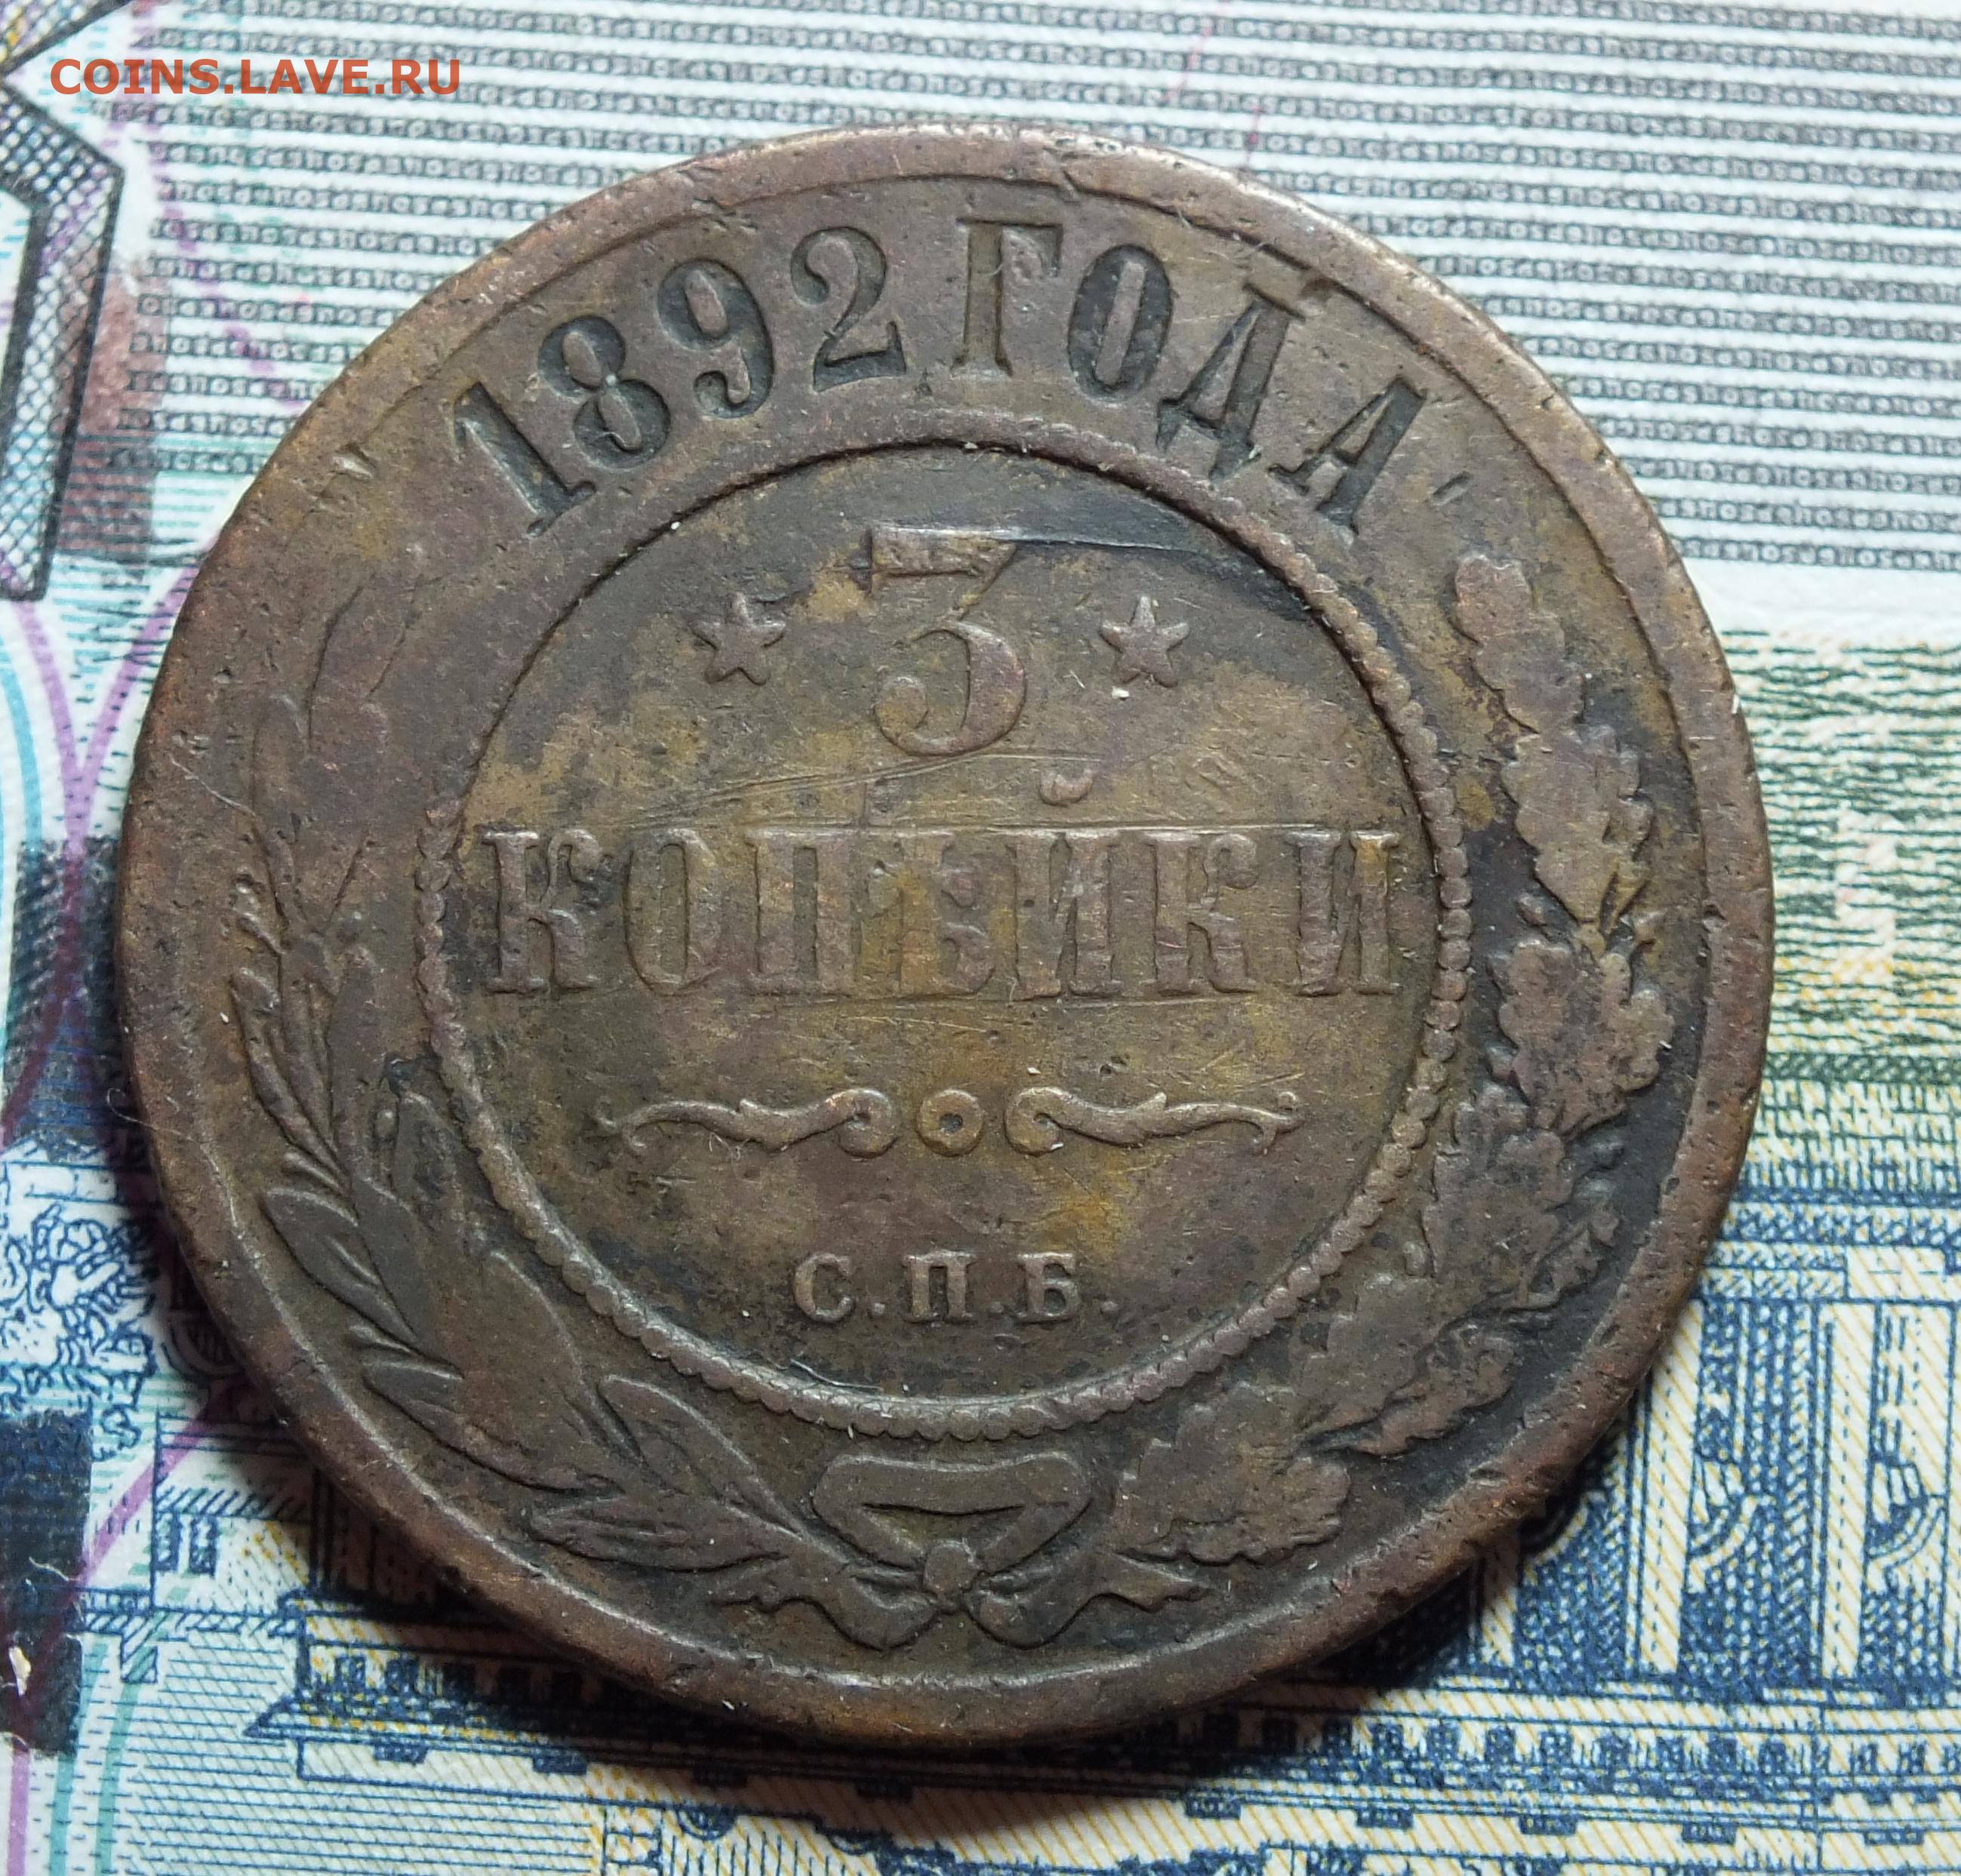 COINS.LAVE.RU
1892 ГОДА
3
КОПѢЙКИ
С.П.Б.